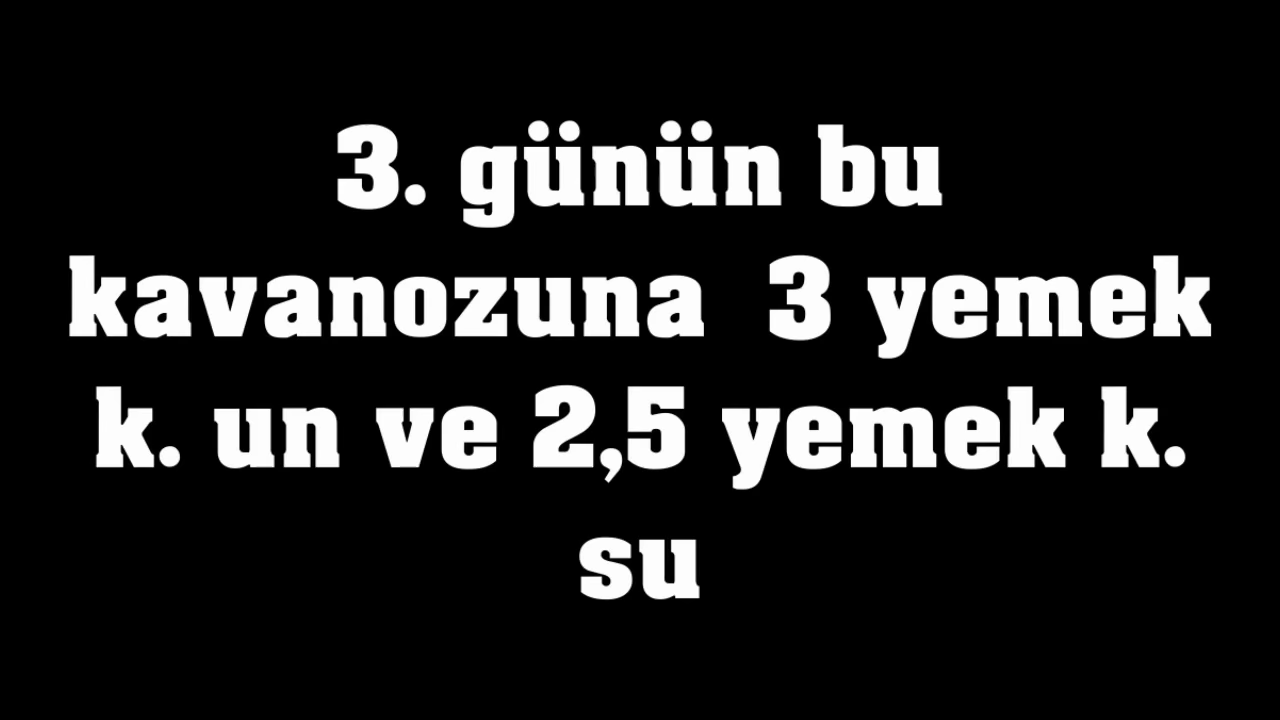 3. günün bu
kavanozuna 3 yemek
k. un ve 2,5 yemek k.
su